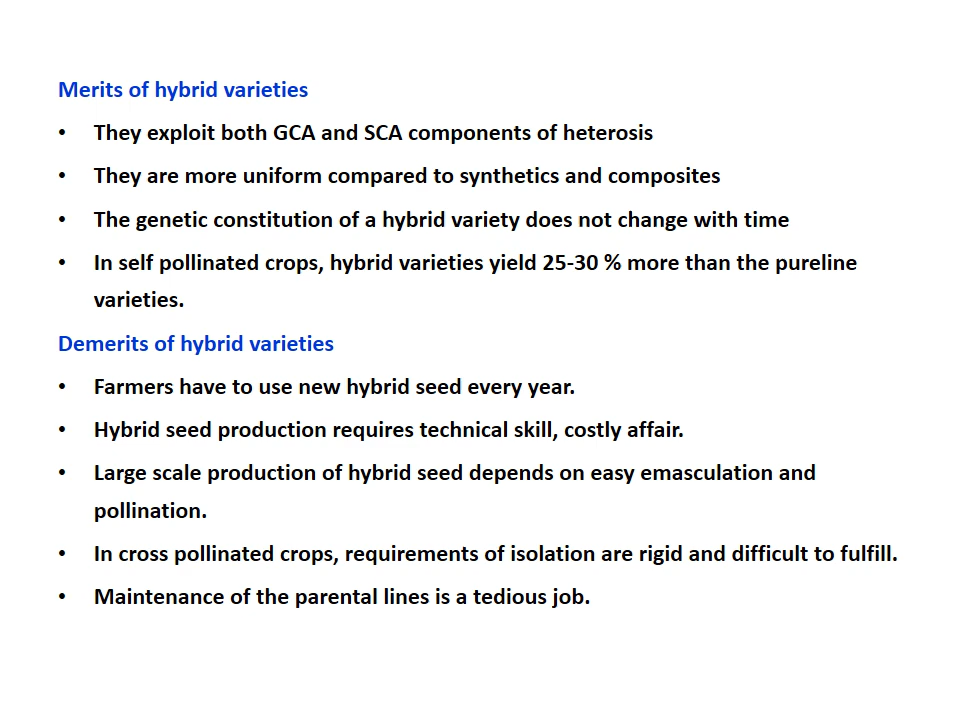 Merits of hybrid varieties
• They exploit both GCA and SCA components of heterosis
• They are more uniform compared to synthetics and composites
• The genetic constitution of a hybrid variety does not change with time
• In self pollinated crops, hybrid varieties yield 25-30 % more than the pureline
varieties.
Demerits of hybrid varieties
• Farmers have to use new hybrid seed every year.
• Hybrid seed production requires technical skill, costly affair.
• Large scale production of hybrid seed depends on easy emasculation and
pollination.
• In cross pollinated crops, requirements of isolation are rigid and difficult to fulfill.
• Maintenance of the parental lines is a tedious job.